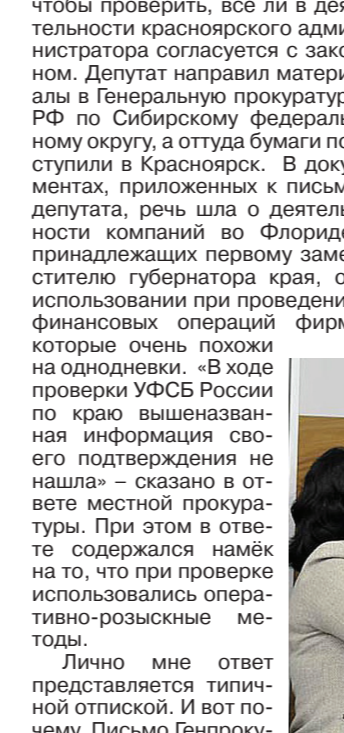 чтобы проверить, все ли в дея
тельности красноярского адми
нистратора согласуется с зако
ном. Депутат направил матери
алы в Генеральную прокуратур
РФ по Сибирскому федераль
ному округу, а оттуда бумаги по
ступили в Красноярск. В доку
ментах, приложенных к письм
депутата, речь шла о деятель
ности компаний во Флориде
принадлежащих первому заме
стителю губернатора края, о
использовании при проведени
финансовых операций фирм
которые очень похожи
на однодневки. «В ходе
проверки УФСБ России
по краю вышеназван-
ная информация сво-
его подтверждения не
нашла» – сказано в от-
вете местной прокура-
туры. При этом в отве-
те содержался намёк
на то, что при проверке
использовались опера-
тивно-розыскные ме-
тоды.
Лично мне ответ
представляется типич-
ной отпиской. И вот по-
чему. Письмо Генпроку-